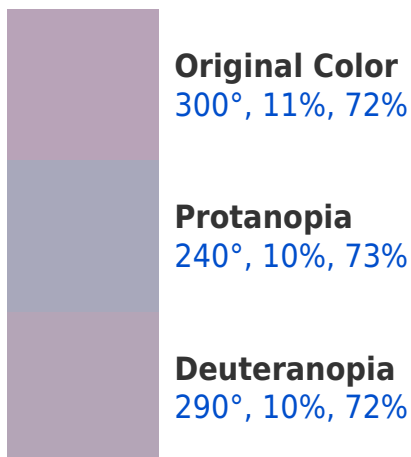 Original Color
300°, 11%, 72%
Protanopia
240°, 10%, 73%
Deuteranopia
290°, 10%, 72%